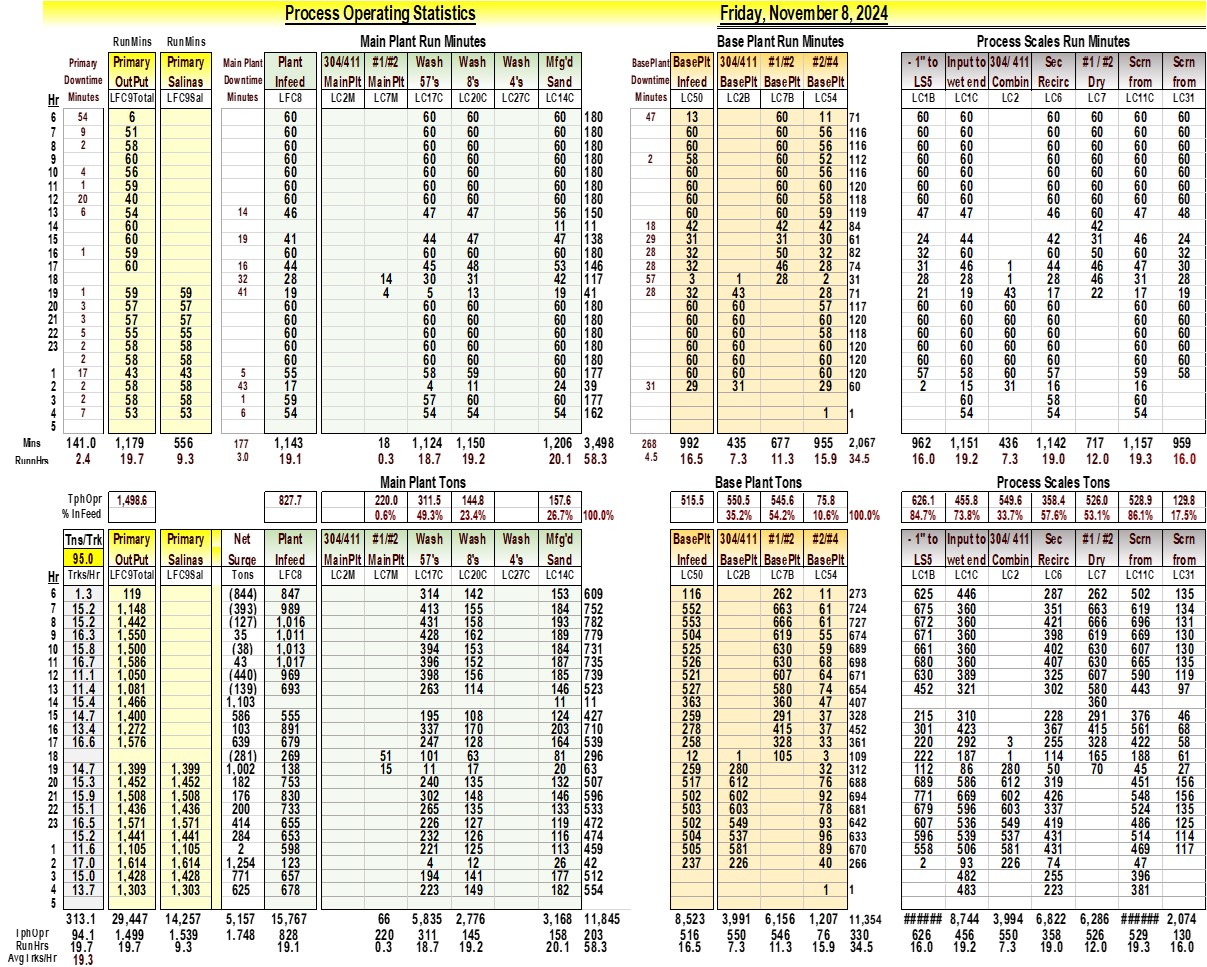 Process Operating Statistics Friday, November 8, 2024
RunMins RunMins Main Plant Run Minutes Base Plant Run Minutes Process Scales Run Minutes
Primary Primary Primary Main Plant Plant 304/411 #1/#2 Wash Wash Wash Mfg'd BasePlant BasePlt 304/411 #1/#2 #2/#4 - 1" to Input to 304/ 411 Sec #1 / #2 Scrn Scrn
Downtime OutPut Salinas Downtime Infeed MainPlt MainPlt 57's 8's 4's Sand Downtime Infeed BasePlt BasePlt BasePlt LS5 wet end Combin Recirc Dry from from
Hr Minutes LFC9Total LFC9Sal Minutes LFC8 LC2M LC7M LC17C LC20C LC27C LC14C Minutes LC50 LC2B LC7B LC54 LC1B LC1C LC2 LC6 LC7 LC11C LC31
6 54 6 60 60 60 60 180 47 13 60 11 71 60 60 60 60 60 60
7 9 51 60 60 60 60 180 60 60 56 116 60 60 60 60 60 60
8 2 58 60 60 60 60 180 60 60 56 116 60 60 60 60 60 60
9 60 60 60 60 60 180 2 58 60 52 112 60 60 60 60 60 60
10 4 56 60 60 60 60 180 60 60 56 116 60 60 60 60 60 60
11 1 59 60 60 60 60 180 60 60 60 120 60 60 60 60 60 60
12 20 40 60 60 60 60 180 60 60 58 118 60 60 60 60 60 60
13 6 54 14 46 47 47 56 150 60 60 59 119 47 47 46 60 47 48
14 60 11 11 18 42 42 42 84 42
15 60 19 41 44 47 47 138 29 31 31 30 61 24 44 42 31 46 24
16 1 59 60 60 60 60 180 28 32 50 32 82 32 60 60 50 60 32
17 60 16 44 45 48 53 146 28 32 46 28 74 31 46 1 44 46 47 30
18 32 28 14 30 31 42 117 57 3 1 28 2 31 28 28 1 28 46 31 28
19 1 59 59 41 19 4 5 13 19 41 28 32 43 28 71 21 19 43 17 22 17 19
20 3 57 57 60 60 60 60 180 60 60 57 117 60 60 60 60 60 60
21 3 57 57 60 60 60 60 180 60 60 60 120 60 60 60 60 60 60
22 5 55 55 60 60 60 60 180 60 60 58 118 60 60 60 60 60 60
23 2 58 58 60 60 60 60 180 60 60 60 120 60 60 60 60 60 60
2 58 58 60 60 60 60 180 60 60 60 120 60 60 60 60 60 60
1 17 43 43 5 55 58 59 60 177 60 60 60 120 57 58 60 57 59 58
2 2 58 58 43 17 4 11 24 39 31 29 31 29 60 2 15 31 16 16
3 2 58 58 1 59 57 60 60 177 60 58 60
4 7 53 53 6 54 54 54 54 162 1 1 54 54 54
5
Mins 141.0 1,179 556 177 1,143 18 1,124 1,150 1,206 3,498 268 992 435 677 955 2,067 962 1,151 436 1,142 717 1,157 959
RunnHrs 2.4 19.7 9.3 3.0 19.1 0.3 18.7 19.2 20.1 58.3 4.5 16.5 7.3 11.3 15.9 34.5 16.0 19.2 7.3 19.0 12.0 19.3 16.0
Main Plant Tons Base Plant Tons Process Scales Tons
TphOpr 1,498.6 827.7 220.0 311.5 144.8 157.6 515.5 550.5 545.6 75.8 626.1 455.8 549.6 358.4 526.0 528.9 129.8
% InFeed 0.6% 49.3% 23.4% 26.7% 100.0% 35.2% 54.2% 10.6% 100.0% 84.7% 73.8% 33.7% 57.6% 53.1% 86.1% 17.5%
Tns/Trk Primary Primary Net Plant 304/411 #1/#2 Wash Wash Wash Mfg'd BasePlt 304/411 #1/#2 #2/#4 - 1" to Input to 304/ 411 Sec #1 / #2 Scrn Scrn
95.0 OutPut Salinas Surge Infeed MainPlt MainPlt 57's 8's 4's Sand Infeed BasePlt BasePlt BasePlt LS5 wet end Combin Recirc Dry from from
Hr Trks/Hr LFC9Total LFC9Sal Tons LFC8 LC2M LC7M LC17C LC20C LC27C LC14C LC50 LC2B LC7B LC54 LC1B LC1C LC2 LC6 LC7 LC11C LC31
6 1.3 119 (844) 847 314 142 153 609 116 262 11 273 625 446 287 262 502 135
7 15.2 1,148 (393) 989 413 155 184 752 552 663 61 724 675 360 351 663 619 134
8 15.2 1,442 (127) 1,016 431 158 193 782 553 666 61 727 672 360 421 666 696 131
9 16.3 1,550 35 1,011 428 162 189 779 504 619 55 674 671 360 398 619 669 130
10 15.8 1,500 (38) 1,013 394 153 184 731 525 630 59 689 661 360 402 630 607 130
11 16.7 1,586 43 1,017 396 152 187 735 526 630 68 698 680 360 407 630 665 135
12 11.1 1,050 (440) 969 398 156 185 739 521 607 64 671 630 389 325 607 590 119
13 11.4 1,081 (139) 693 263 114 146 523 527 580 74 654 452 321 302 580 443 97
14 15.4 1,466 1,103 11 11 363 360 47 407 360
15 14.7 1,400 586 555 195 108 124 427 259 291 37 328 215 310 228 291 376 46
16 13.4 1,272 103 891 337 170 203 710 278 415 37 452 301 423 367 415 561 68
17 16.6 1,576 639 679 247 128 164 539 258 328 33 361 220 292 3 255 328 422 58
18 (281) 269 51 101 63 81 296 12 1 105 3 109 222 187 1 114 165 188 61
19 14.7 1,399 1,399 1,002 138 15 11 17 20 63 259 280 32 312 112 86 280 50 70 45 27
20 15.3 1,452 1,452 182 753 240 135 132 507 517 612 76 688 689 586 612 319 451 156
21 15.9 1,508 1,508 176 830 302 148 146 596 502 602 92 694 771 669 602 426 548 156
22 15.1 1,436 1,436 200 733 265 135 133 533 503 603 78 681 679 596 603 337 524 135
23 16.5 1,571 1,571 414 655 226 127 119 472 502 549 93 642 607 536 549 419 486 125
15.2 1,441 1,441 284 653 232 126 116 474 504 537 96 633 596 539 537 431 514 114
1 11.6 1,105 1,105 2 598 221 125 113 459 505 581 89 670 558 506 581 431 469 117
2 17.0 1,614 1,614 1,254 123 4 12 26 42 237 226 40 266 2 93 226 74 47
3 15.0 1,428 1,428 771 657 194 141 177 512 482 255 396
4 13.7 1,303 1,303 625 678 223 149 182 554 1 1 483 223 381
5
313.1 29,447 14,257 5,157 15,767 66 5,835 2,776 3,168 11,845 8,523 3,991 6,156 1,207 11,354 ###### 8,744 3,994 6,822 6,286 ###### 2,074
TphOpr 94.1 1,499 1,539 1,748 828 220 311 145 158 203 516 550 546 76 330 626 456 550 358 526 529 130
RunHrs 19.7 19.7 9.3 19.1 0.3 18.7 19.2 20.1 58.3 16.5 7.3 11.3 15.9 34.5 16.0 19.2 7.3 19.0 12.0 19.3 16.0
AvgTrks/Hr 19.3